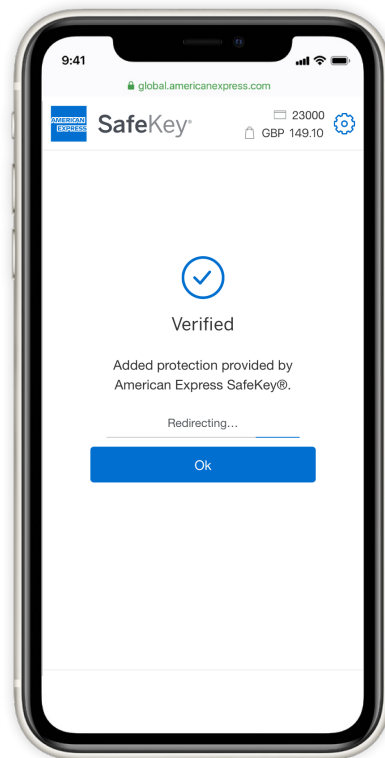 9:41
global.americanexpress.com
AMERICAN
EXPRESS
SafeKey®
23000
GBP 149.10
Verified
Added protection provided by
American Express SafeKey®.
Redirecting...
Ok